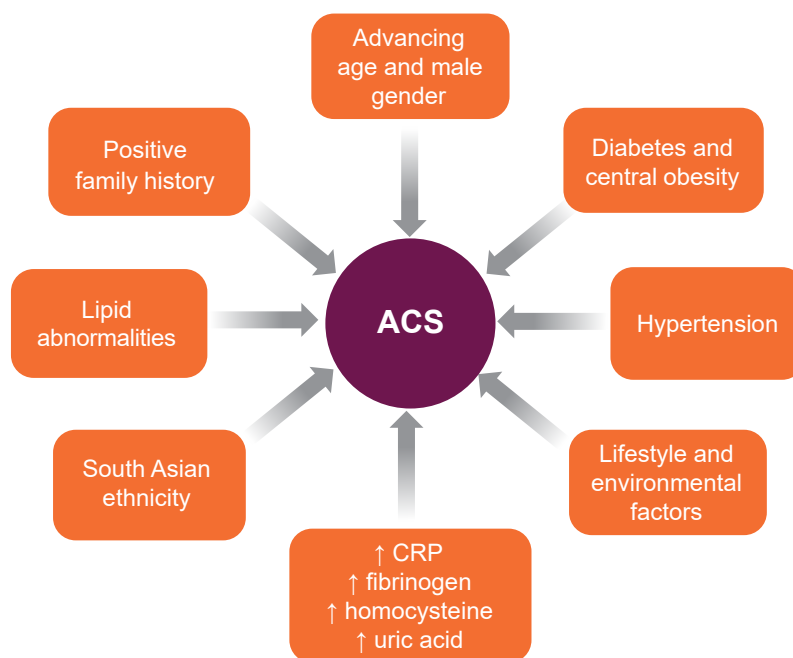 Advancing
age and male
gender
Positive
family history
Diabetes and
central obesity
Lipid
abnormalities
ACS
Hypertension
South Asian
ethnicity
Lifestyle and
environmental
factors
↑ CRP
↑ fibrinogen
↑ homocysteine
↑ uric acid